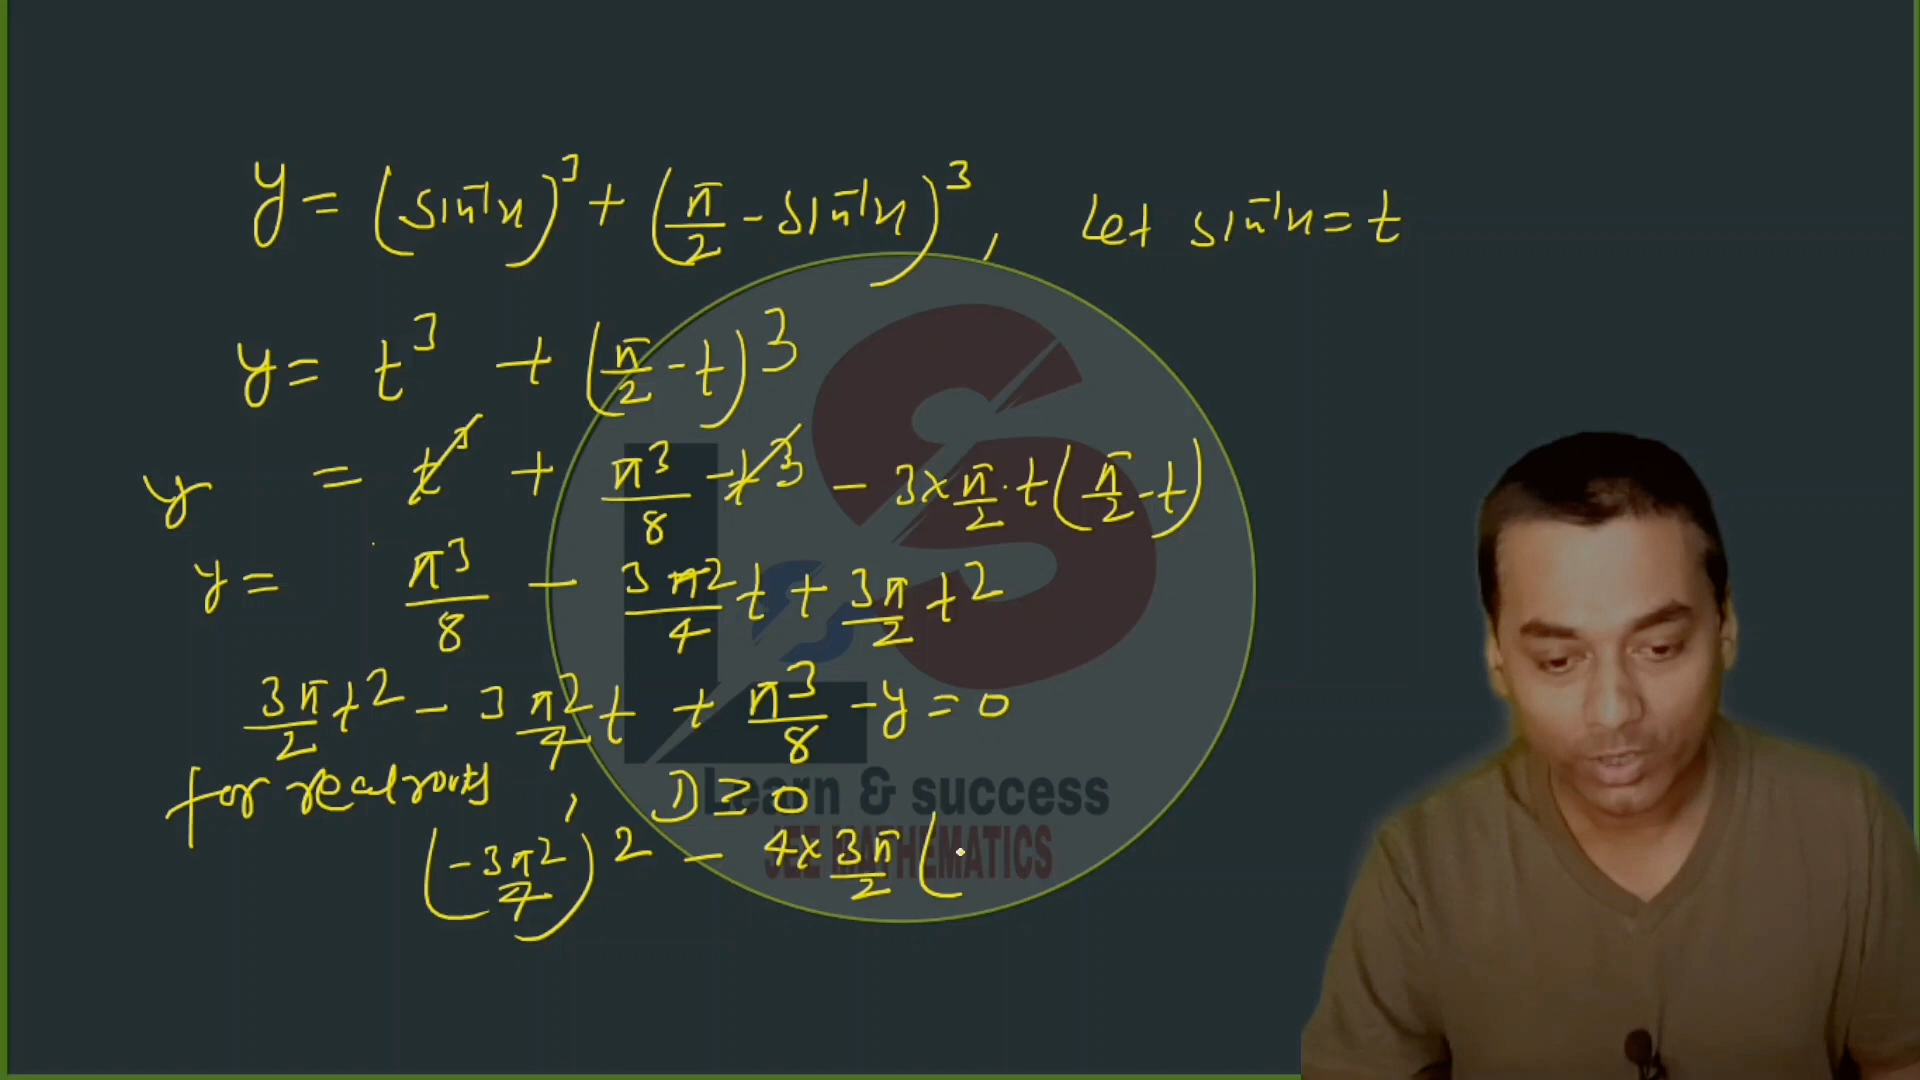 y = (sin⁻¹x)³ + (π/2 - sin⁻¹x)³, Let sin⁻¹x = t
y = t³ + (π/2 - t)³
y = t³ + π³/8 - t³ - 3×π/2·t(π/2 - t)
y = π³/8 - 3π²/4 t + 3π/2 t²
3π/2 t² - 3π²/4 t + π³/8 - y = 0
for real roots, D ≥ 0
(-3π²/4)² - 4×3π/2(
Learn & success
JEE MATHEMATICS